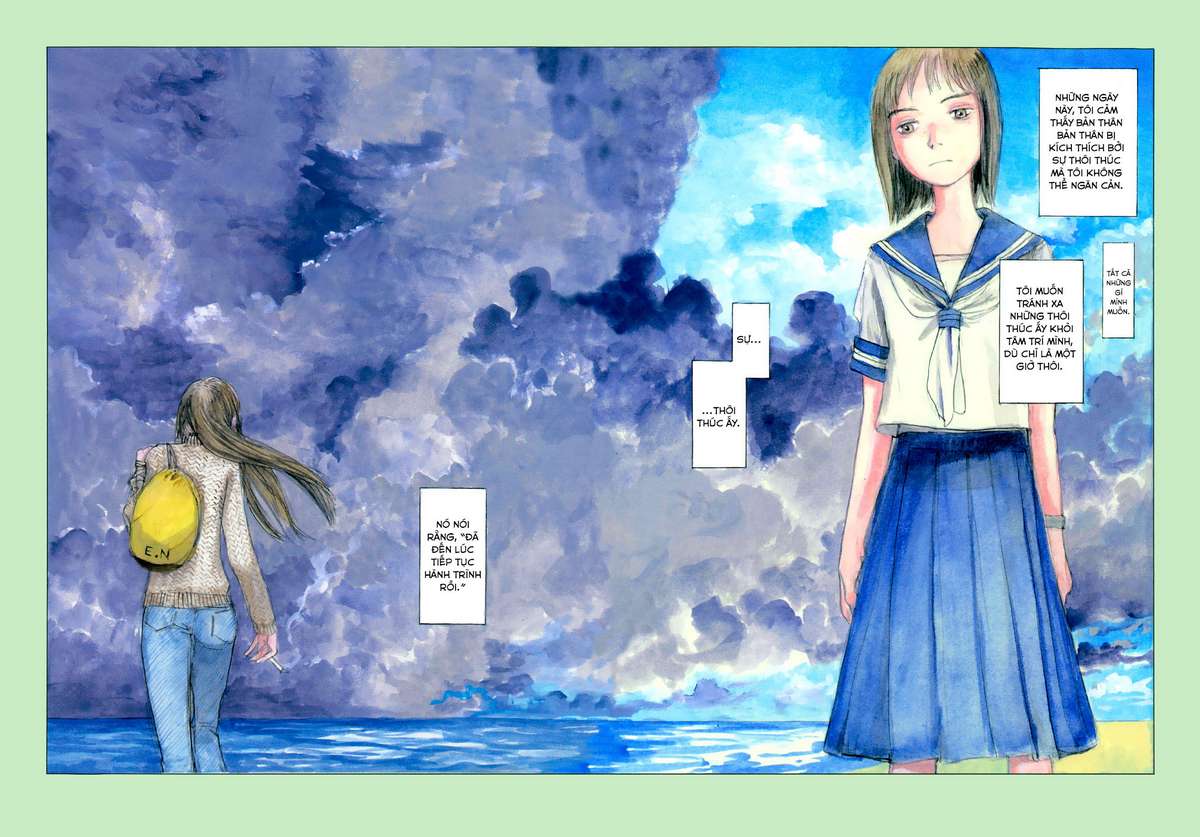 NHỮNG NGÀY
NÀY, TÔI CẢM
THẤY BẢN THÂN
BẢN THÂN BỊ
KÍCH THÍCH BỞI
SỰ THÔI THÚC
MÀ TÔI KHÔNG
THỂ NGĂN CẢN.
TẤT CẢ
NHỮNG
GÌ
MÌNH
MUỐN.
TÔI MUỐN
TRÁNH XA
NHỮNG THÔI
THÚC ẤY KHỎI
TÂM TRÍ MÌNH,
DÙ CHỈ LÀ MỘT
GIỜ THÔI.
SỰ...
...THÔI
THÚC ẤY.
NÓ NÓI
RẰNG, "ĐÃ
ĐẾN LÚC
TIẾP TỤC
HÀNH TRÌNH
RỒI."
E.N